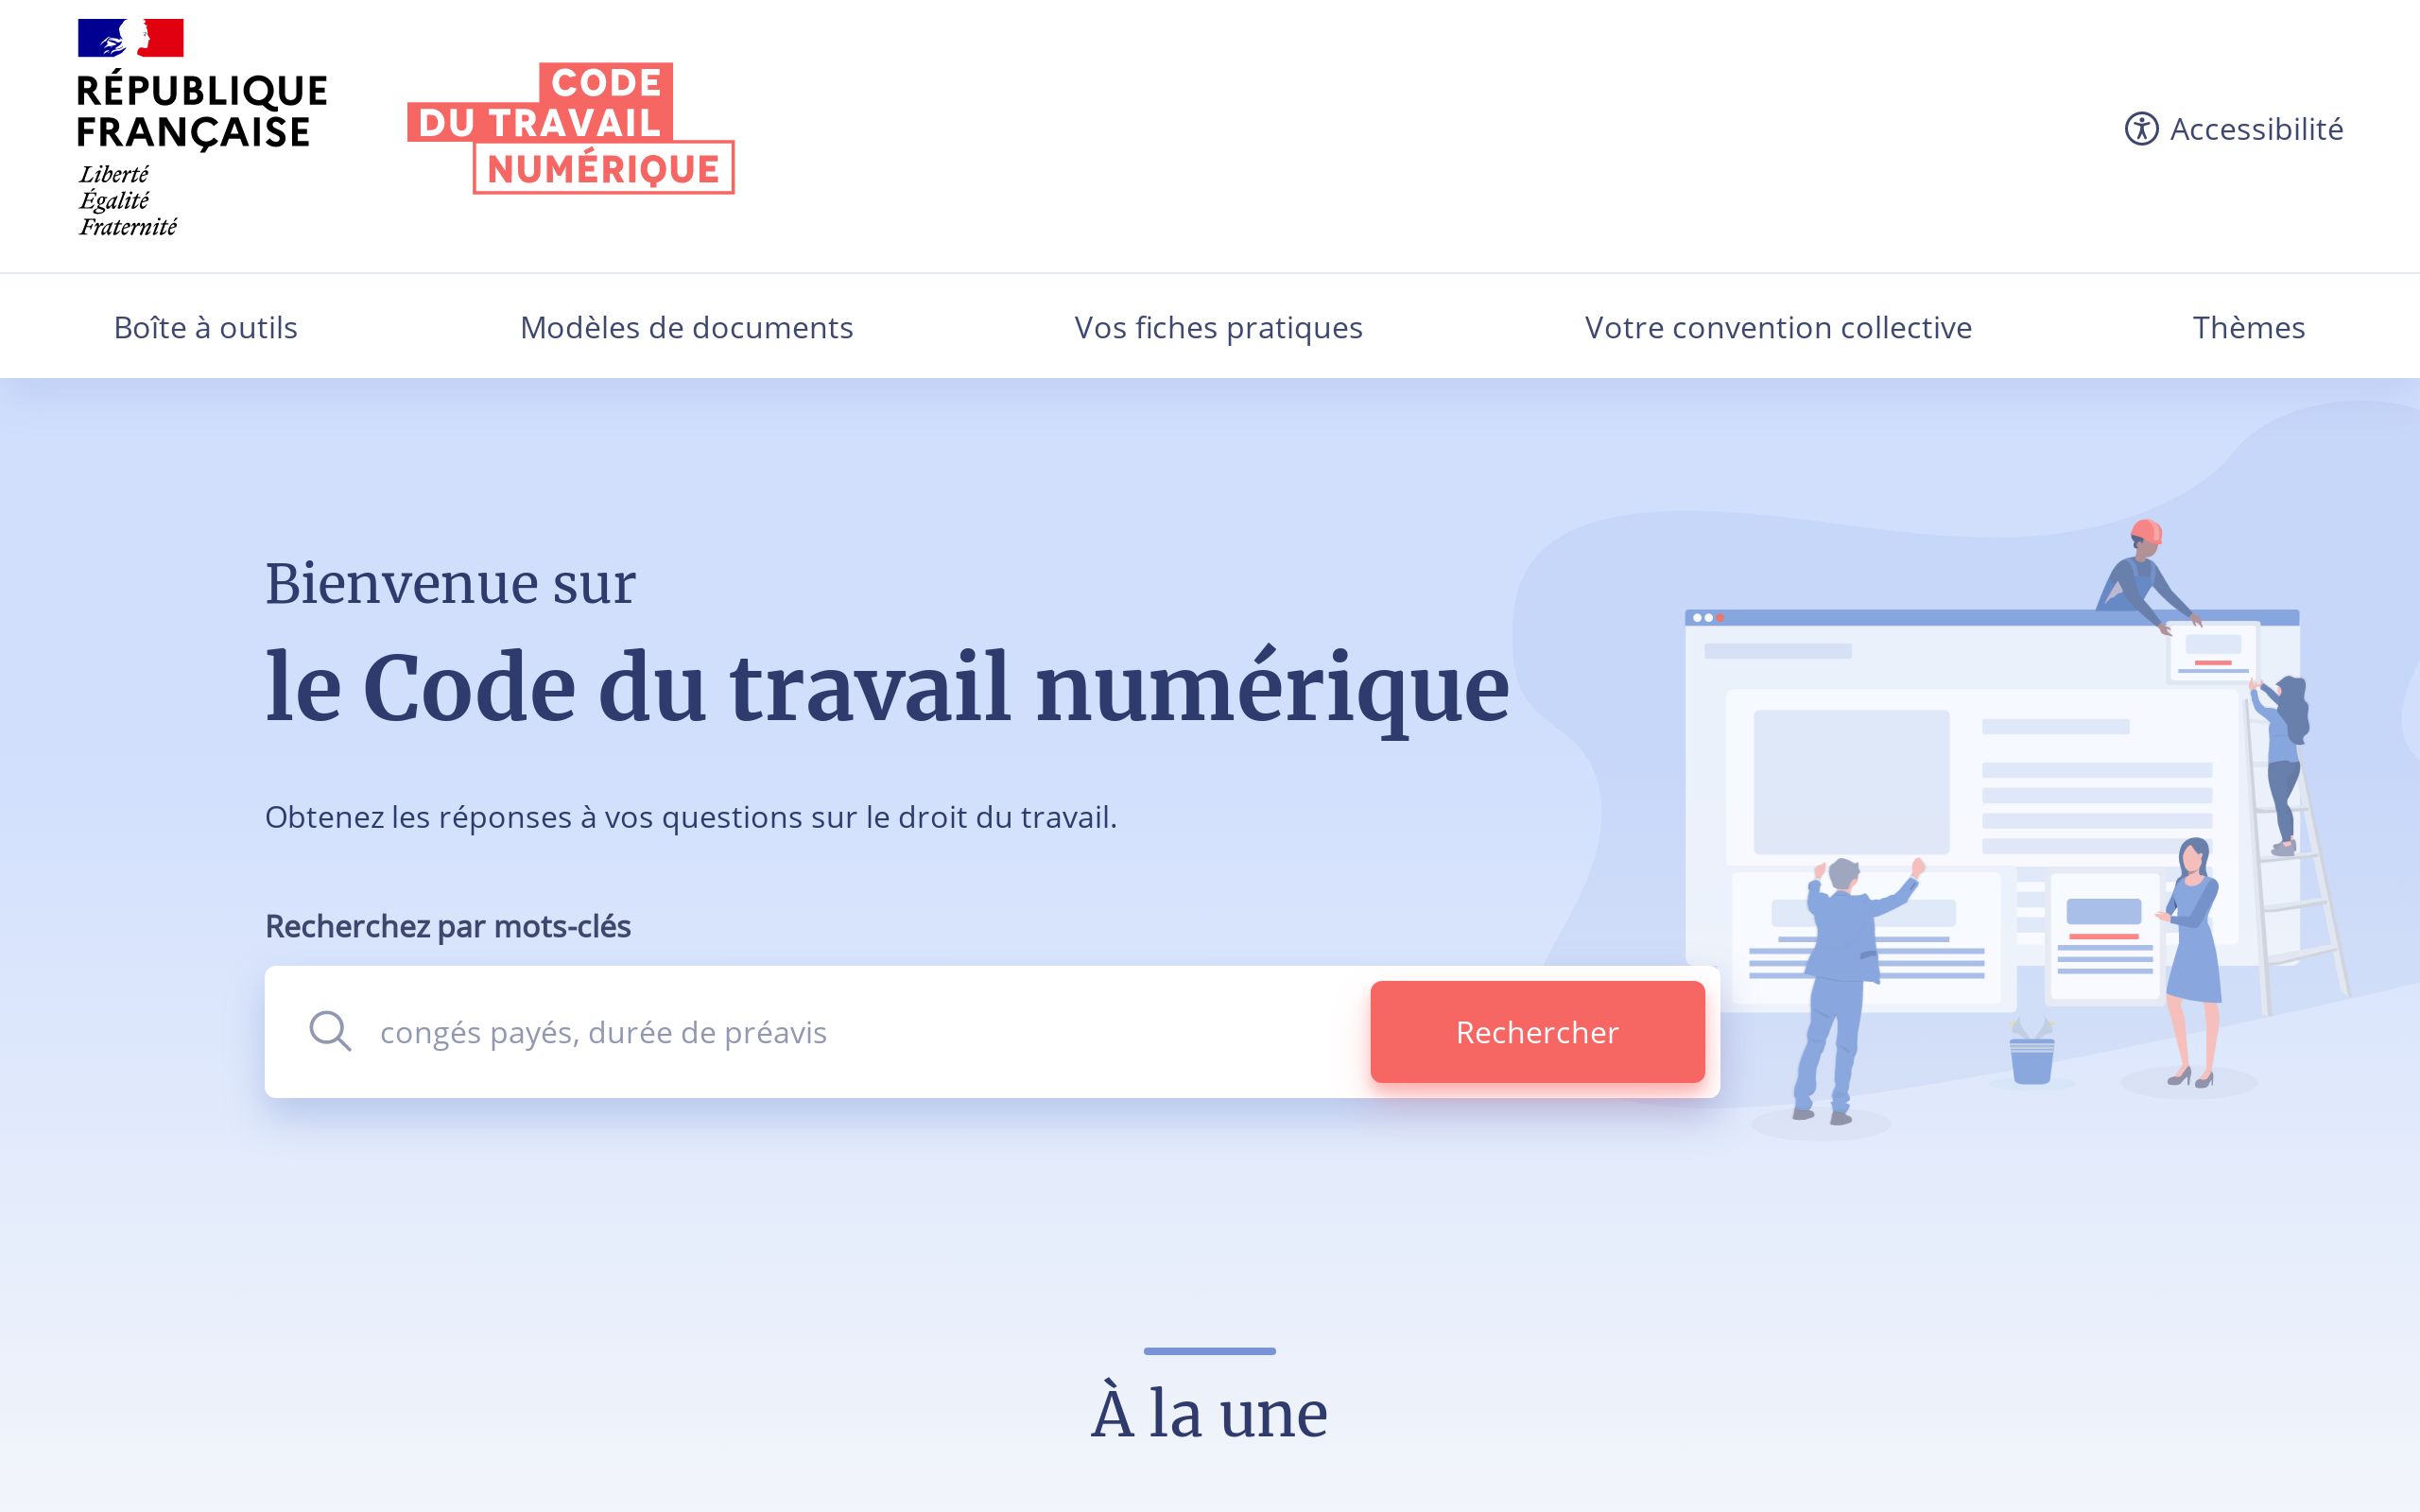 RÉPUBLIQUE
FRANÇAISE
Liberté
Égalité
Fraternité
CODE
DU TRAVAIL
NUMÉRIQUE
Accessibilité
Boîte à outils
Modèles de documents
Vos fiches pratiques
Votre convention collective
Thèmes
Bienvenue sur
le Code du travail numérique
Obtenez les réponses à vos questions sur le droit du travail.
Recherchez par mots-clés
congés payés, durée de préavis
Rechercher
À la une